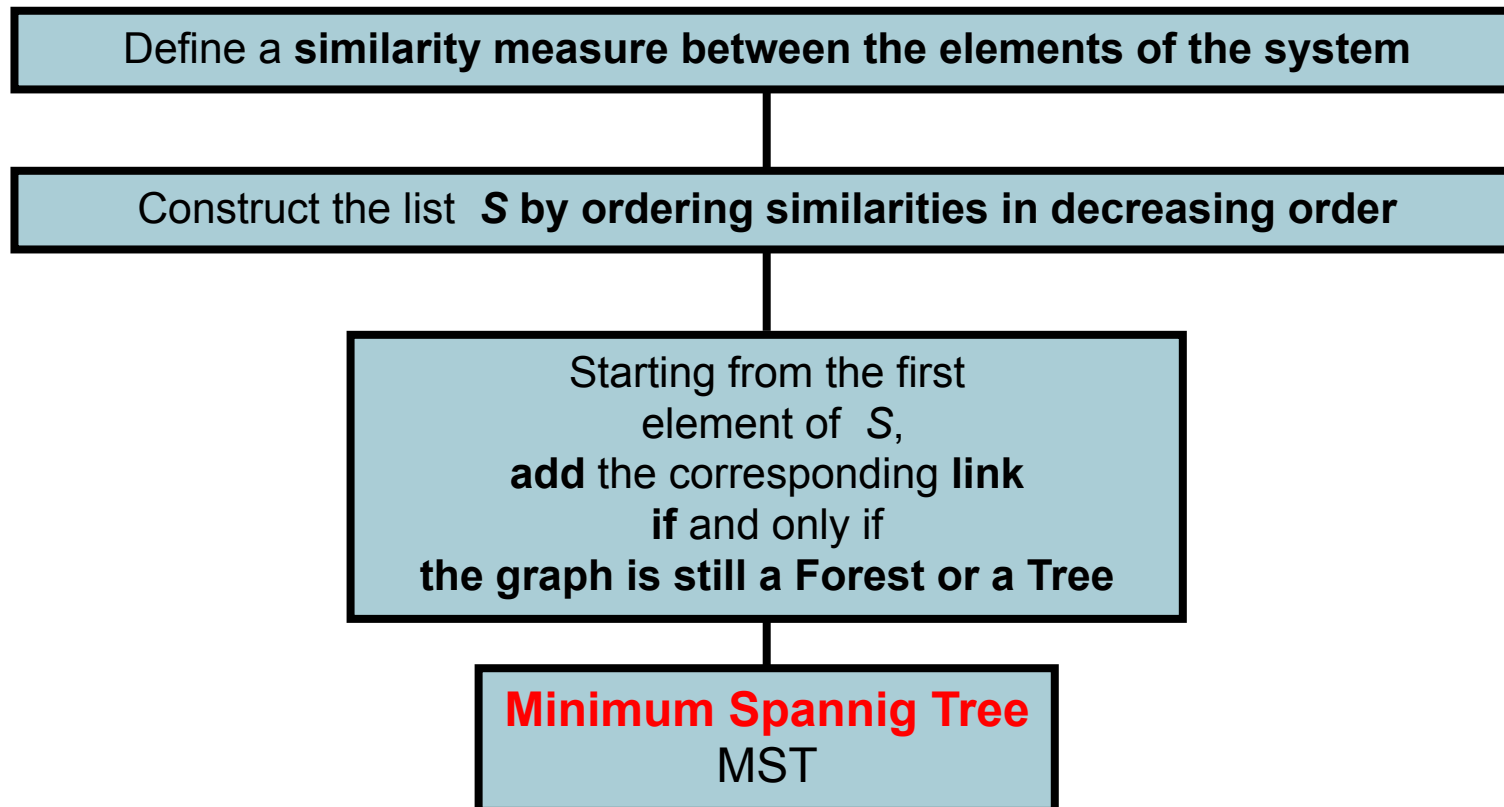 Define a similarity measure between the elements of the system
Construct the list S by ordering similarities in decreasing order
Starting from the first
element of S,
add the corresponding link
if and only if
the graph is still a Forest or a Tree
Minimum Spannig Tree
MST